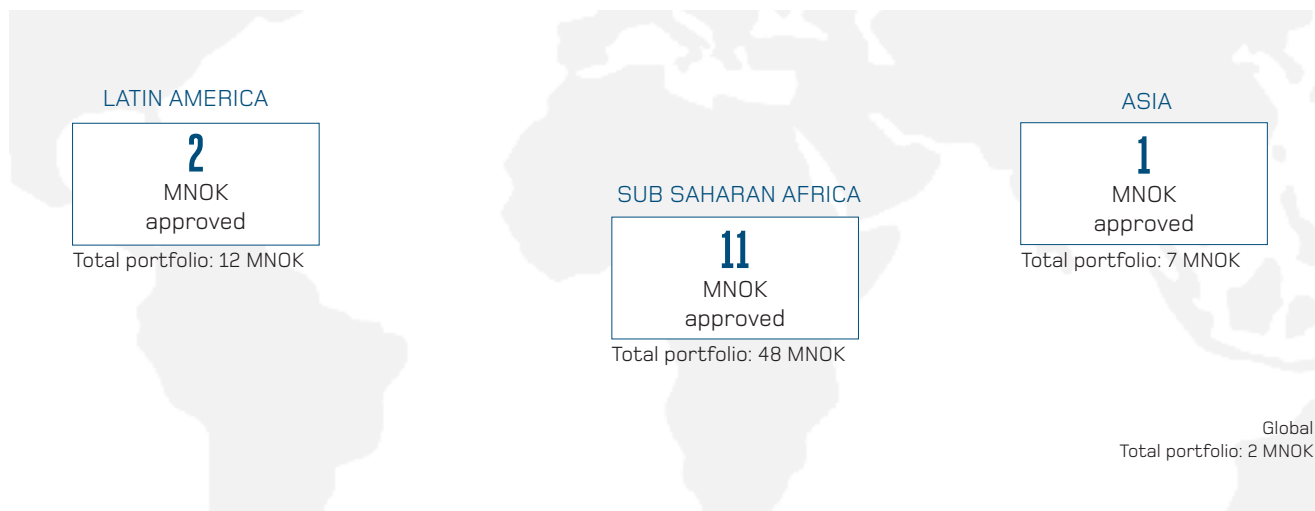 LATIN AMERICA
2
MNOK
approved
Total portfolio: 12 MNOK
SUB SAHARAN AFRICA
11
MNOK
approved
Total portfolio: 48 MNOK
ASIA
1
MNOK
approved
Total portfolio: 7 MNOK
Global
Total portfolio: 2 MNOK